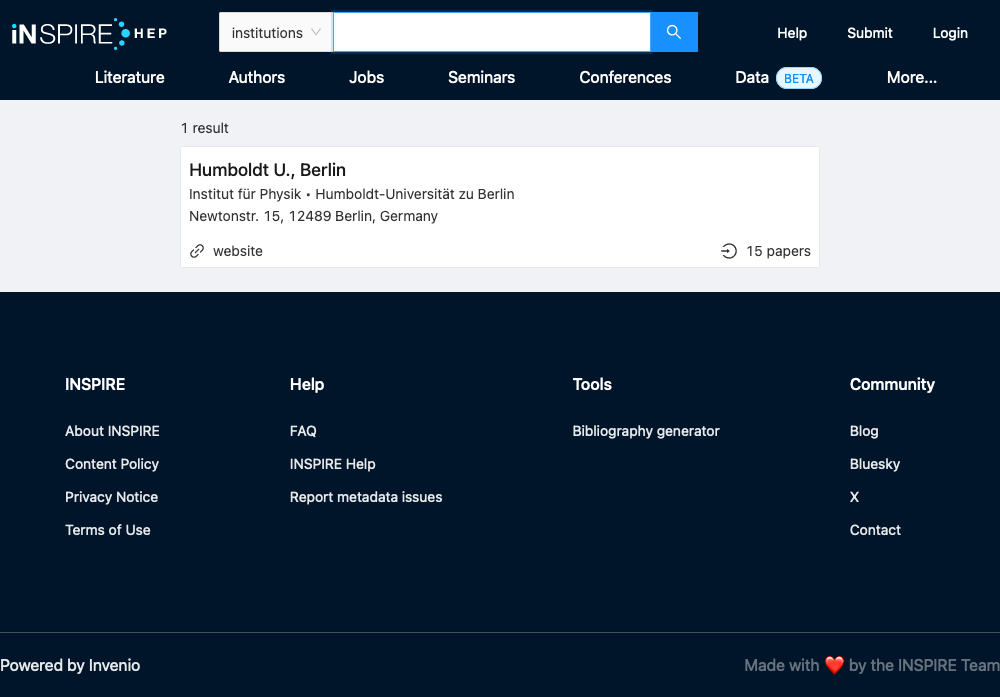 iNSPIRE HEP
institutions
Help Submit Login
Literature Authors Jobs Seminars Conferences Data BETA More...
1 result
Humboldt U., Berlin
Institut für Physik • Humboldt-Universität zu Berlin
Newtonstr. 15, 12489 Berlin, Germany
website 15 papers
INSPIRE
About INSPIRE
Content Policy
Privacy Notice
Terms of Use
Help
FAQ
INSPIRE Help
Report metadata issues
Tools
Bibliography generator
Community
Blog
Bluesky
X
Contact
Powered by Invenio
Made with ❤️ by the INSPIRE Team